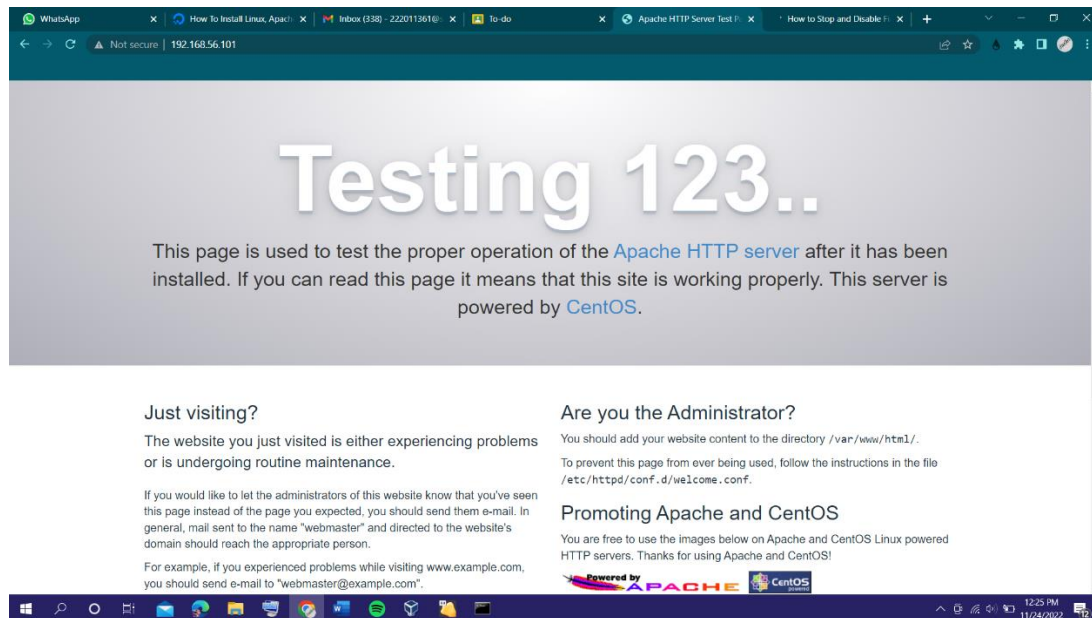 WhatsApp
How To Install Linux, Apach
Inbox (338) - 222011361@
To-do
Apache HTTP Server Test P
How to Stop and Disable Fi
Not secure | 192.168.56.101
Testing 123..
This page is used to test the proper operation of the Apache HTTP server after it has been
installed. If you can read this page it means that this site is working properly. This server is
powered by CentOS.
Just visiting?
The website you just visited is either experiencing problems
or is undergoing routine maintenance.
If you would like to let the administrators of this website know that you've seen
this page instead of the page you expected, you should send them e-mail. In
general, mail sent to the name "webmaster" and directed to the website's
domain should reach the appropriate person.
For example, if you experienced problems while visiting www.example.com,
you should send e-mail to "webmaster@example.com".
Are you the Administrator?
You should add your website content to the directory /var/www/html/.
To prevent this page from ever being used, follow the instructions in the file
/etc/httpd/conf.d/welcome.conf.
Promoting Apache and CentOS
You are free to use the images below on Apache and CentOS Linux powered
HTTP servers. Thanks for using Apache and CentOS!
Powered by
APACHE
CentOS
powered
12:25 PM
11/24/2022
12